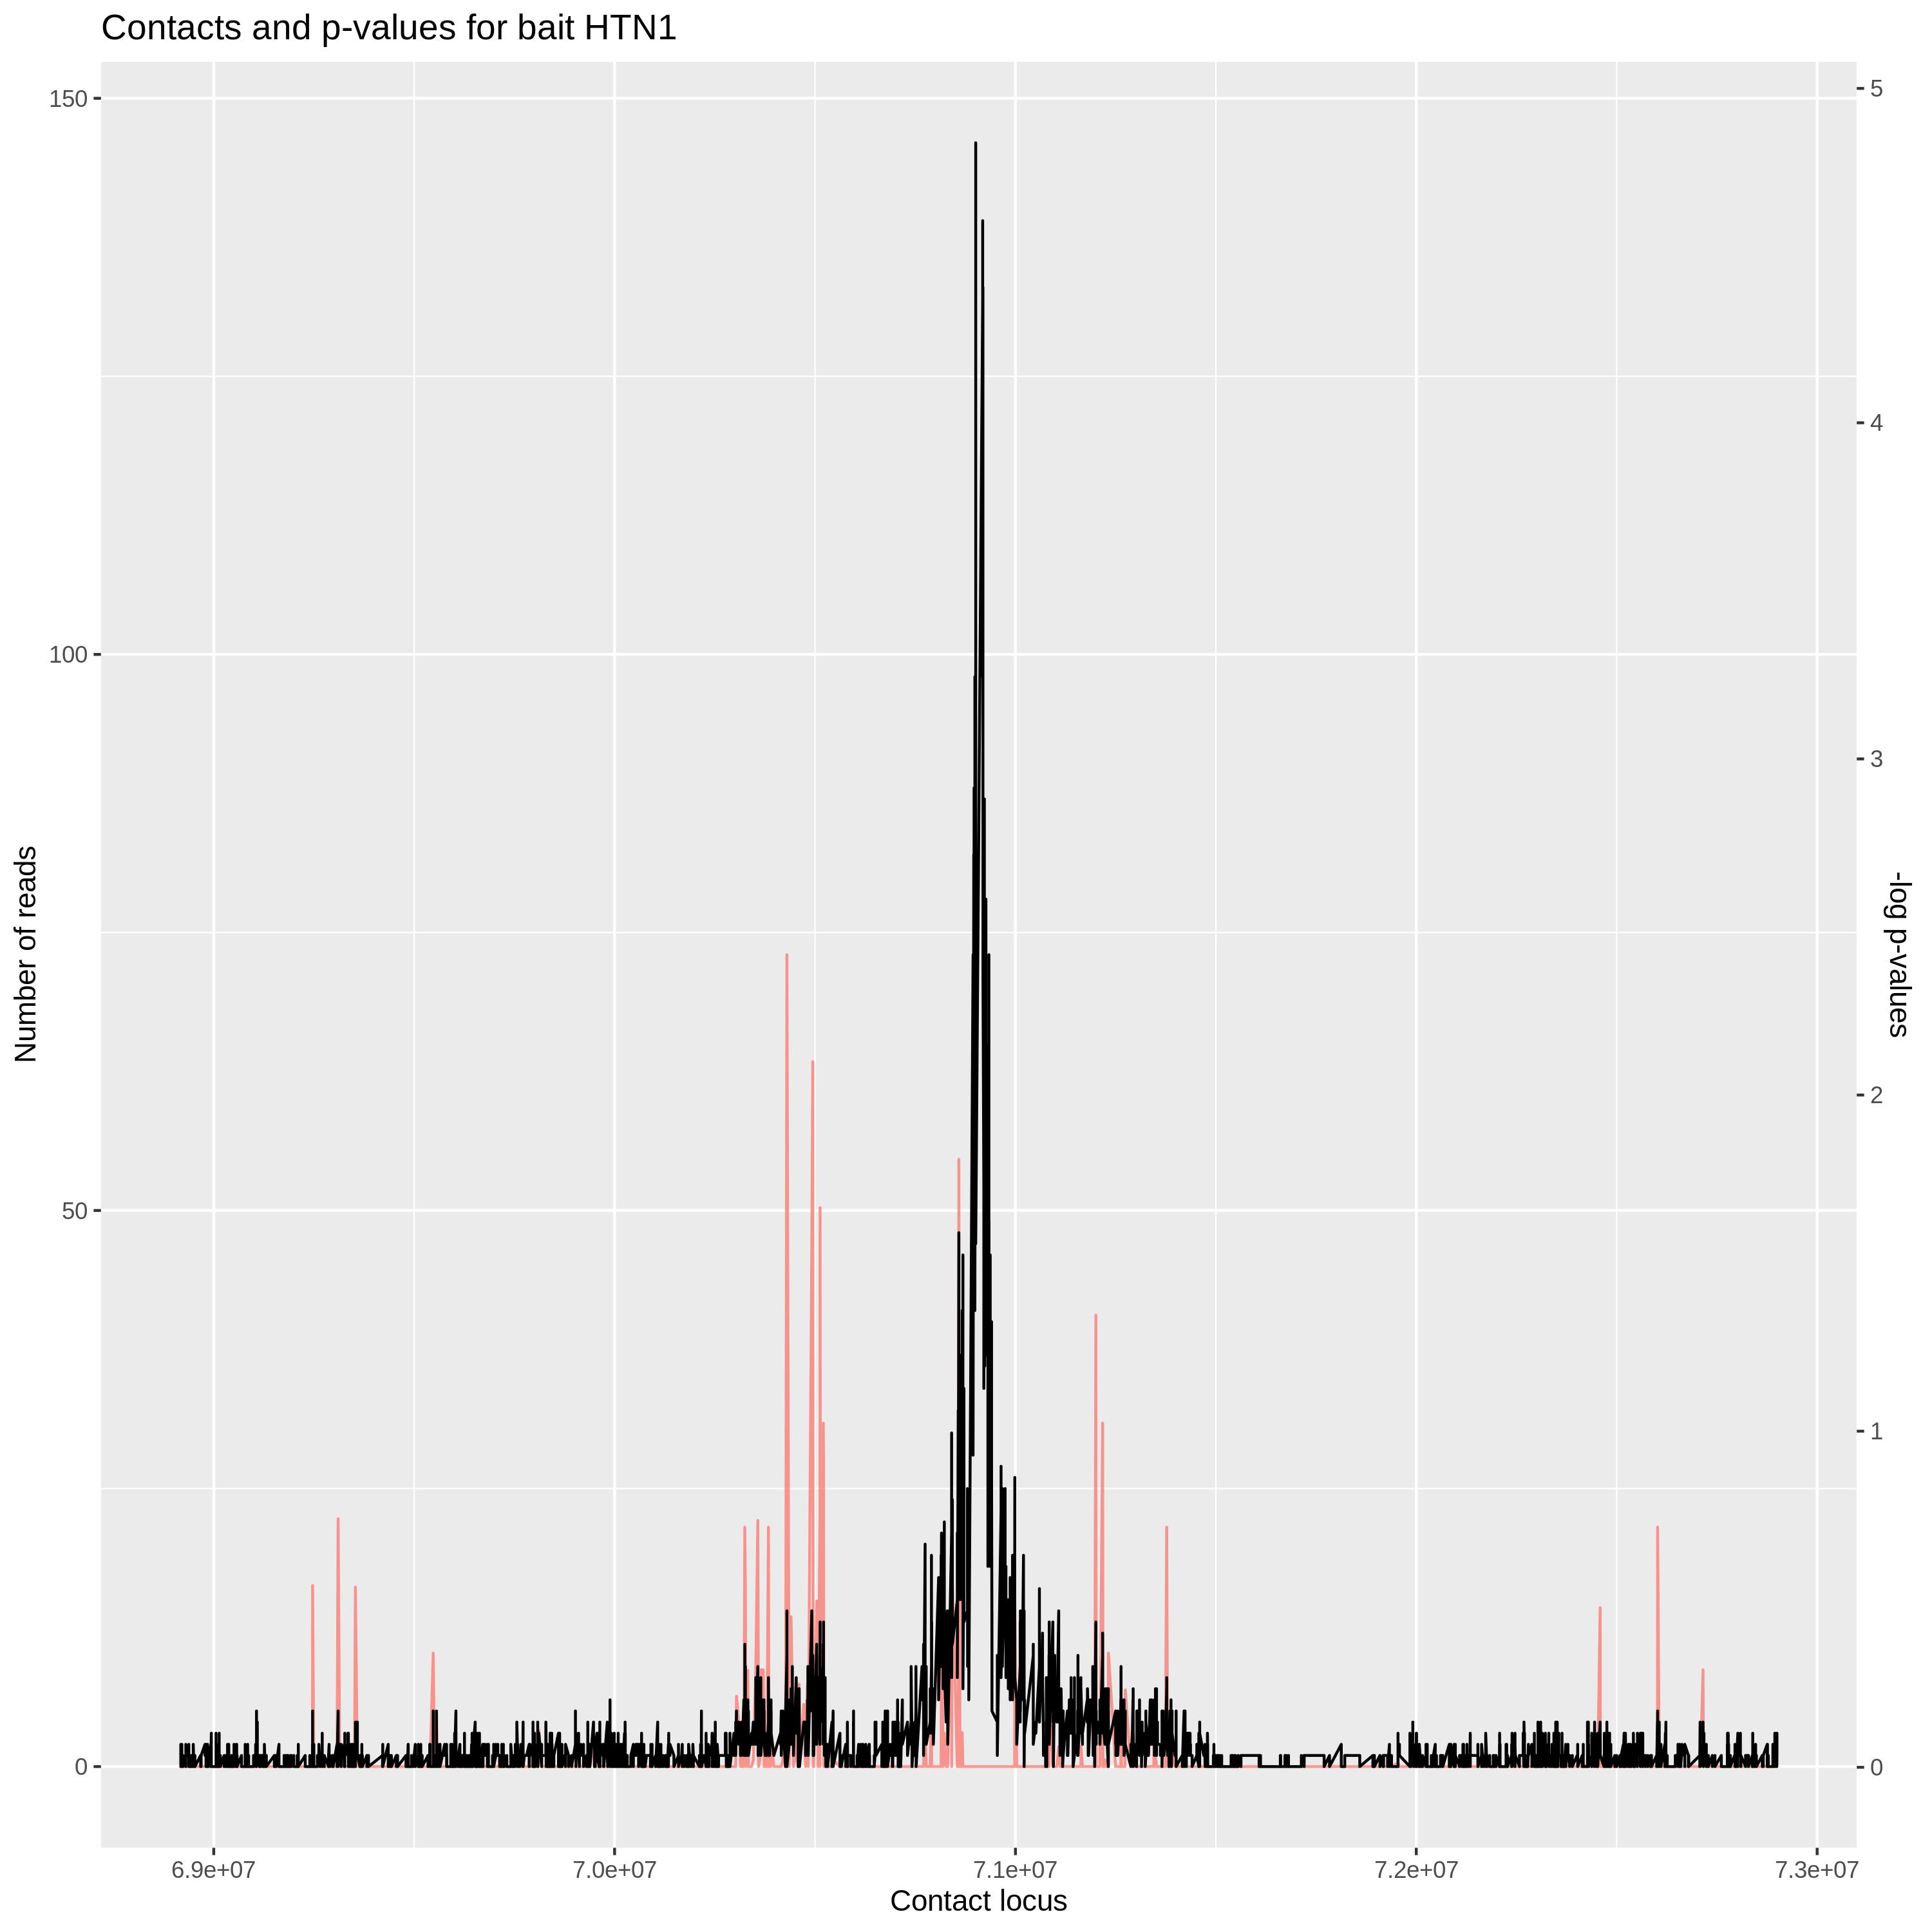 Contacts and p-values for bait HTN1
150
100
50
0
Number of reads
5
4
3
2
1
0
-log p-values
6.9e+07 7.0e+07 7.1e+07 7.2e+07 7.3e+07
Contact locus